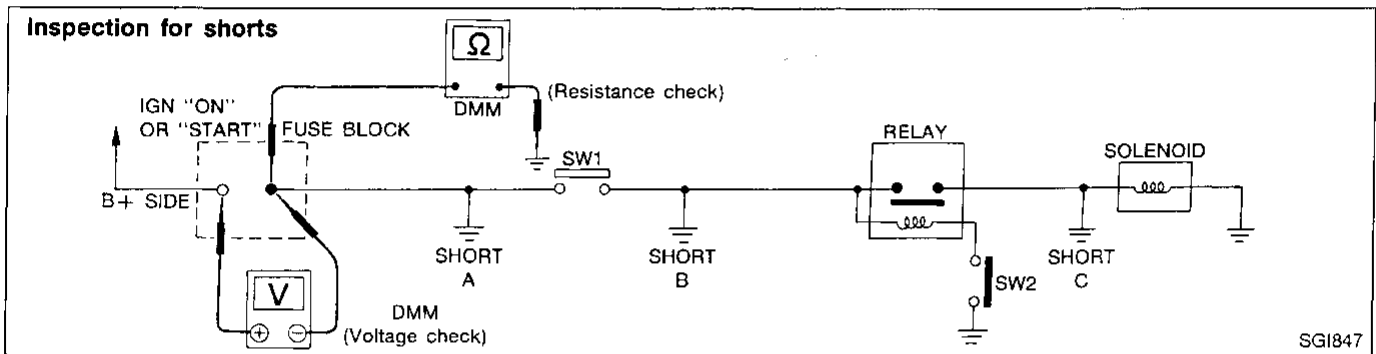 Inspection for shorts
Ω
DMM
(Resistance check)
IGN "ON"
OR "START"
FUSE BLOCK
B+ SIDE
SW1
RELAY
SOLENOID
SHORT
A
SHORT
B
SHORT
C
SW2
V
+ −
DMM
(Voltage check)
SGI847